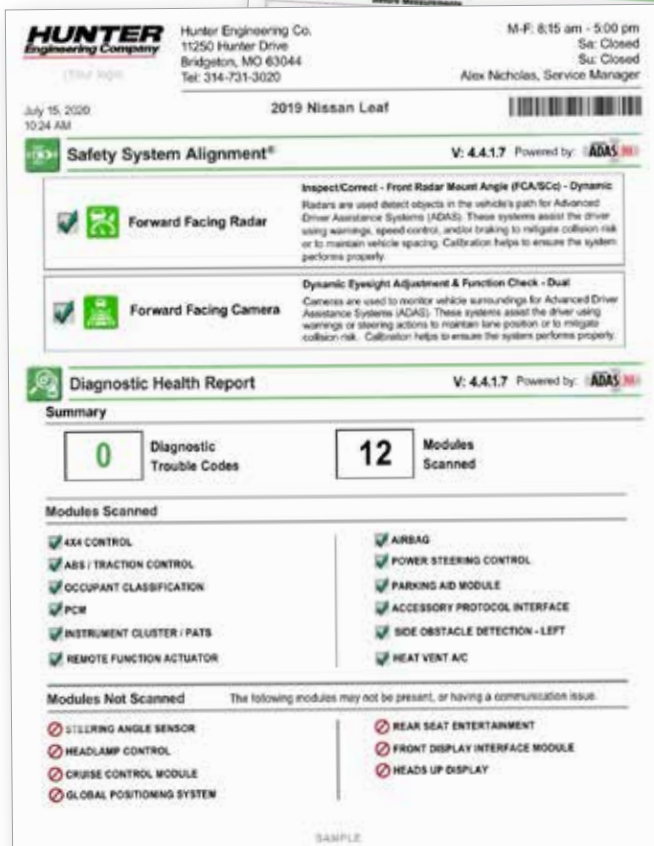 Before Measurements
HUNTER
Engineering Company
(Your logo)
Hunter Engineering Co.
11250 Hunter Drive
Bridgeton, MO 63044
Tel: 314-731-3020
M-F: 8:15 am - 5:00 pm
Sa: Closed
Su: Closed
Alex Nicholas, Service Manager
July 15, 2020
10:24 AM
2019 Nissan Leaf
Safety System Alignment®
V: 4.4.1.7 Powered by: ADAS
Forward Facing Radar
Inspect/Correct - Front Radar Mount Angle (FCA/SCC) - Dynamic
Radars are used detect objects in the vehicle's path for Advanced
Driver Assistance Systems (ADAS). These systems assist the driver
using warnings, speed control, and/or braking to mitigate collision risk
or to maintain vehicle spacing. Calibration helps to ensure the system
performs properly.
Forward Facing Camera
Dynamic Eyesight Adjustment & Function Check - Dual
Cameras are used to monitor vehicle surroundings for Advanced Driver
Assistance Systems (ADAS). These systems assist the driver using
warnings or steering actions to maintain lane position or to mitigate
collision risk. Calibration helps to ensure the system performs properly.
Diagnostic Health Report
V: 4.4.1.7 Powered by: ADAS
Summary
0 Diagnostic
Trouble Codes
12 Modules
Scanned
Modules Scanned
4X4 CONTROL
ABS / TRACTION CONTROL
OCCUPANT CLASSIFICATION
PCM
INSTRUMENT CLUSTER / PATS
REMOTE FUNCTION ACTUATOR
AIRBAG
POWER STEERING CONTROL
PARKING AID MODULE
ACCESSORY PROTOCOL INTERFACE
SIDE OBSTACLE DETECTION - LEFT
HEAT VENT A/C
Modules Not Scanned The following modules may not be present, or having a communication issue.
STEERING ANGLE SENSOR
HEADLAMP CONTROL
CRUISE CONTROL MODULE
GLOBAL POSITIONING SYSTEM
REAR SEAT ENTERTAINMENT
FRONT DISPLAY INTERFACE MODULE
HEADS UP DISPLAY
SAMPLE